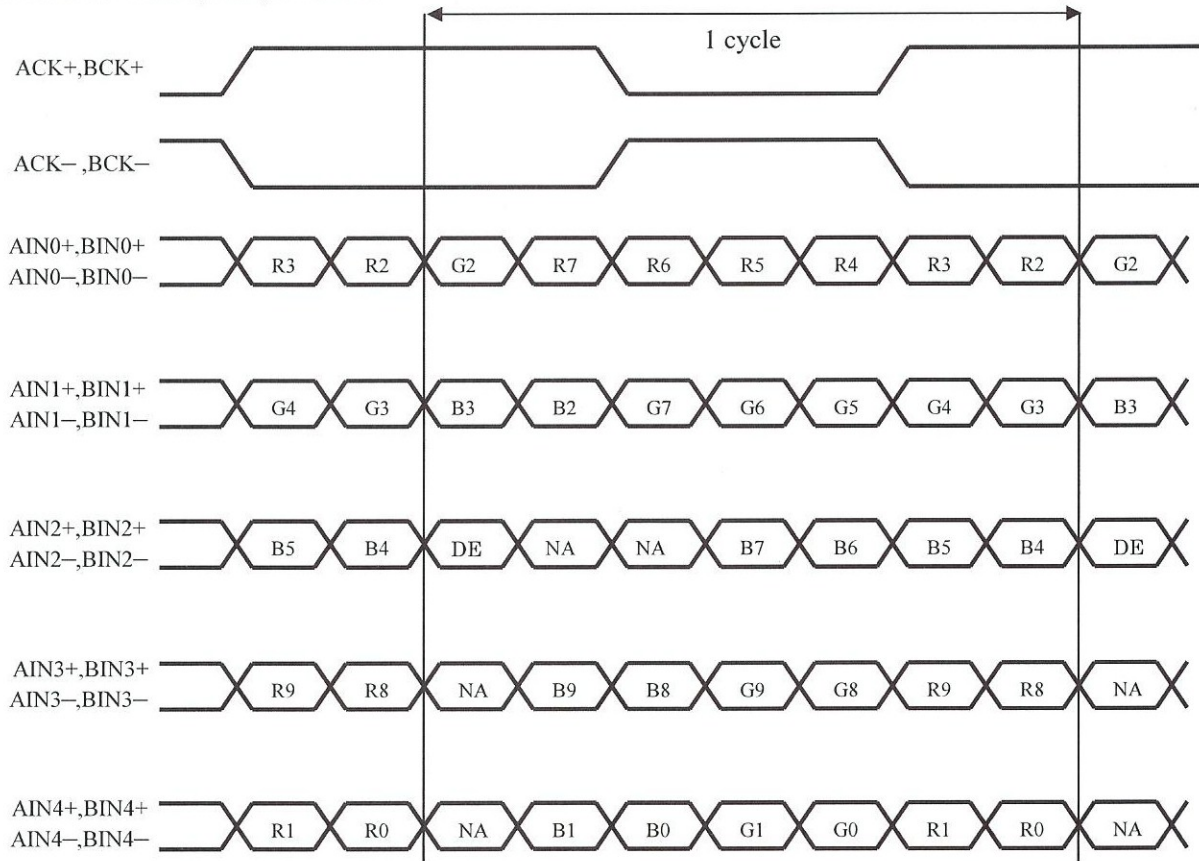 1 cycle
ACK+,BCK+
ACK−,BCK−
AIN0+,BIN0+
AIN0−,BIN0−
R3 R2 G2 R7 R6 R5 R4 R3 R2 G2
AIN1+,BIN1+
AIN1−,BIN1−
G4 G3 B3 B2 G7 G6 G5 G4 G3 B3
AIN2+,BIN2+
AIN2−,BIN2−
B5 B4 DE NA NA B7 B6 B5 B4 DE
AIN3+,BIN3+
AIN3−,BIN3−
R9 R8 NA B9 B8 G9 G8 R9 R8 NA
AIN4+,BIN4+
AIN4−,BIN4−
R1 R0 NA B1 B0 G1 G0 R1 R0 NA